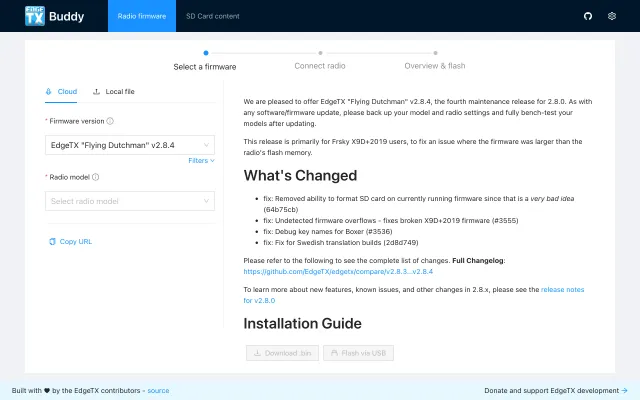 EDGE
TX Buddy Radio firmware SD Card content
Select a firmware Connect radio Overview & flash
Cloud Local file
* Firmware version
EdgeTX "Flying Dutchman" v2.8.4
Filters
* Radio model
Select radio model
Copy URL
We are pleased to offer EdgeTX "Flying Dutchman" v2.8.4, the fourth maintenance release for 2.8.0. As with
any software/firmware update, please back up your model and radio settings and fully bench-test your
models after updating.
This release is primarily for Frsky X9D+2019 users, to fix an issue where the firmware was larger than the
radio's flash memory.
What's Changed
• fix: Removed ability to format SD card on currently running firmware since that is a very bad idea
(64b75cb)
• fix: Undetected firmware overflows - fixes broken X9D+2019 firmware (#3555)
• fix: Debug key names for Boxer (#3536)
• fix: Fix for Swedish translation builds (2d8d749)
Please refer to the following to see the complete list of changes. Full Changelog:
https://github.com/EdgeTX/edgetx/compare/v2.8.3...v2.8.4
To learn more about new features, known issues, and other changes in 2.8.x, please see the release notes
for v2.8.0
Installation Guide
Download .bin Flash via USB
Built with ♥ by the EdgeTX contributors - source Donate and support EdgeTX development →